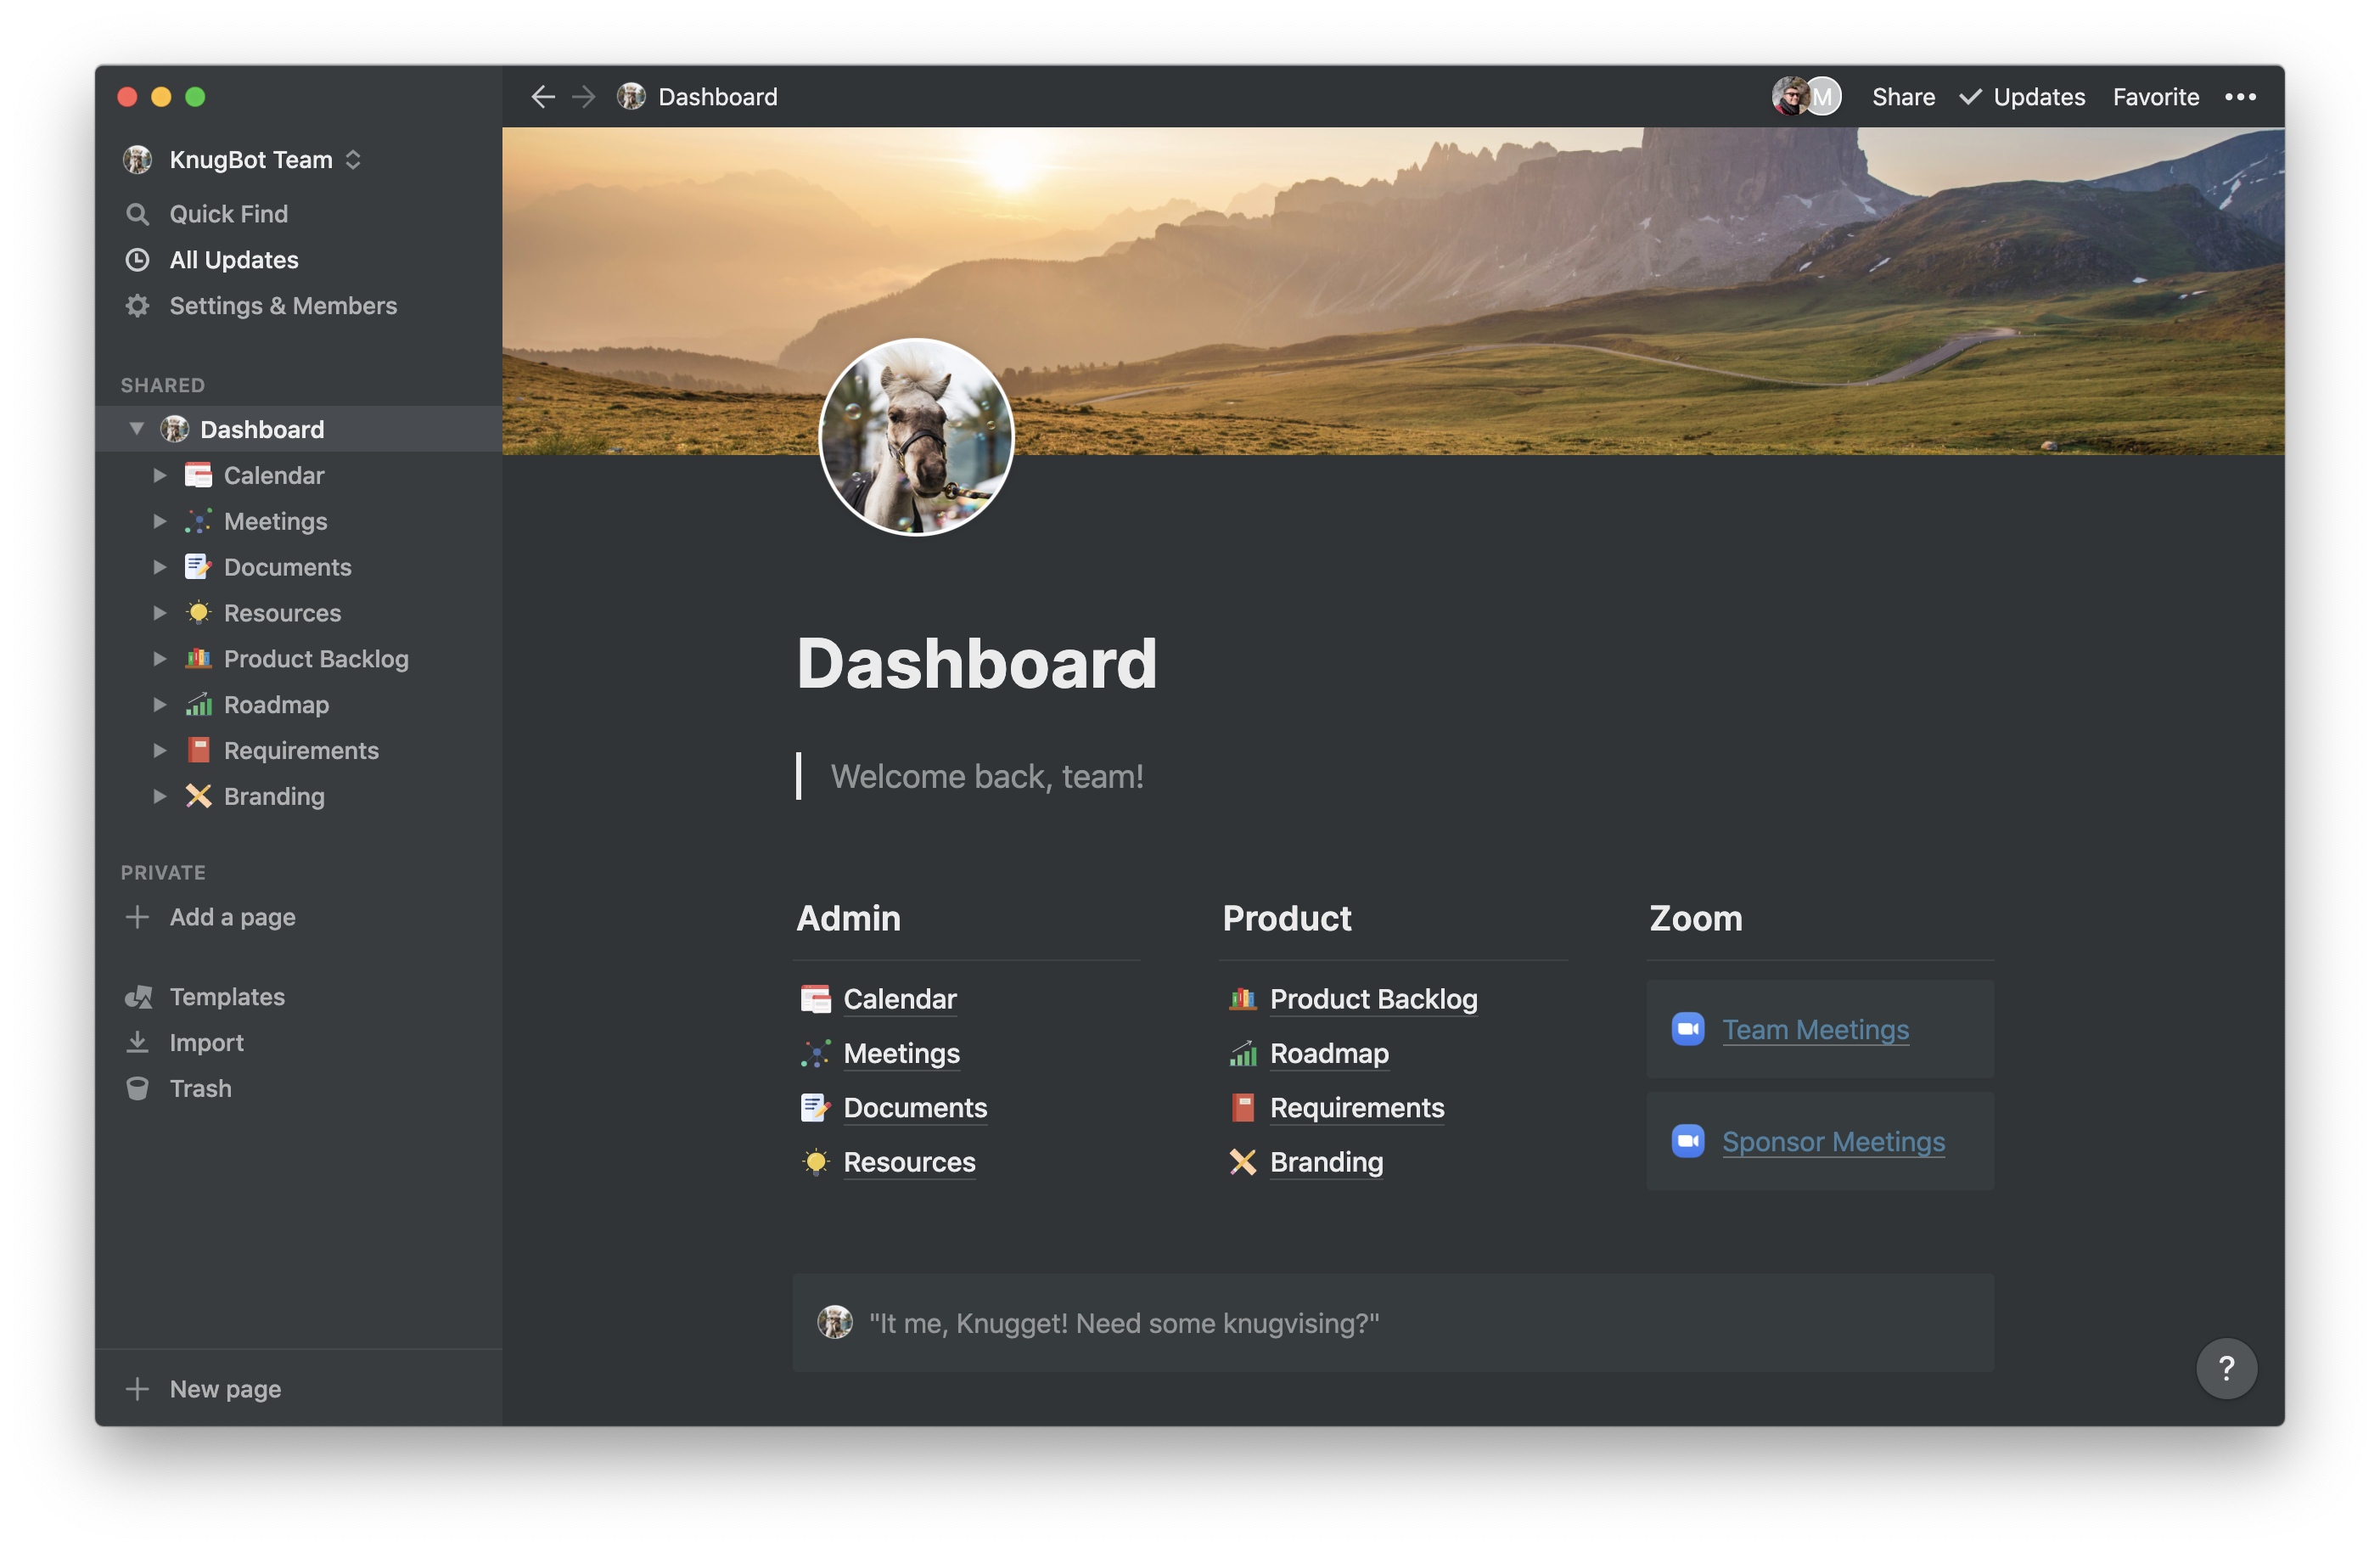 Dashboard
M
Share
Updates
Favorite
KnugBot Team
Quick Find
All Updates
Settings & Members
SHARED
Dashboard
Calendar
Meetings
Documents
Resources
Product Backlog
Roadmap
Requirements
Branding
PRIVATE
Add a page
Templates
Import
Trash
New page
Dashboard
Welcome back, team!
Admin
Calendar
Meetings
Documents
Resources
Product
Product Backlog
Roadmap
Requirements
Branding
Zoom
Team Meetings
Sponsor Meetings
"It me, Knugget! Need some knugvising?"
?